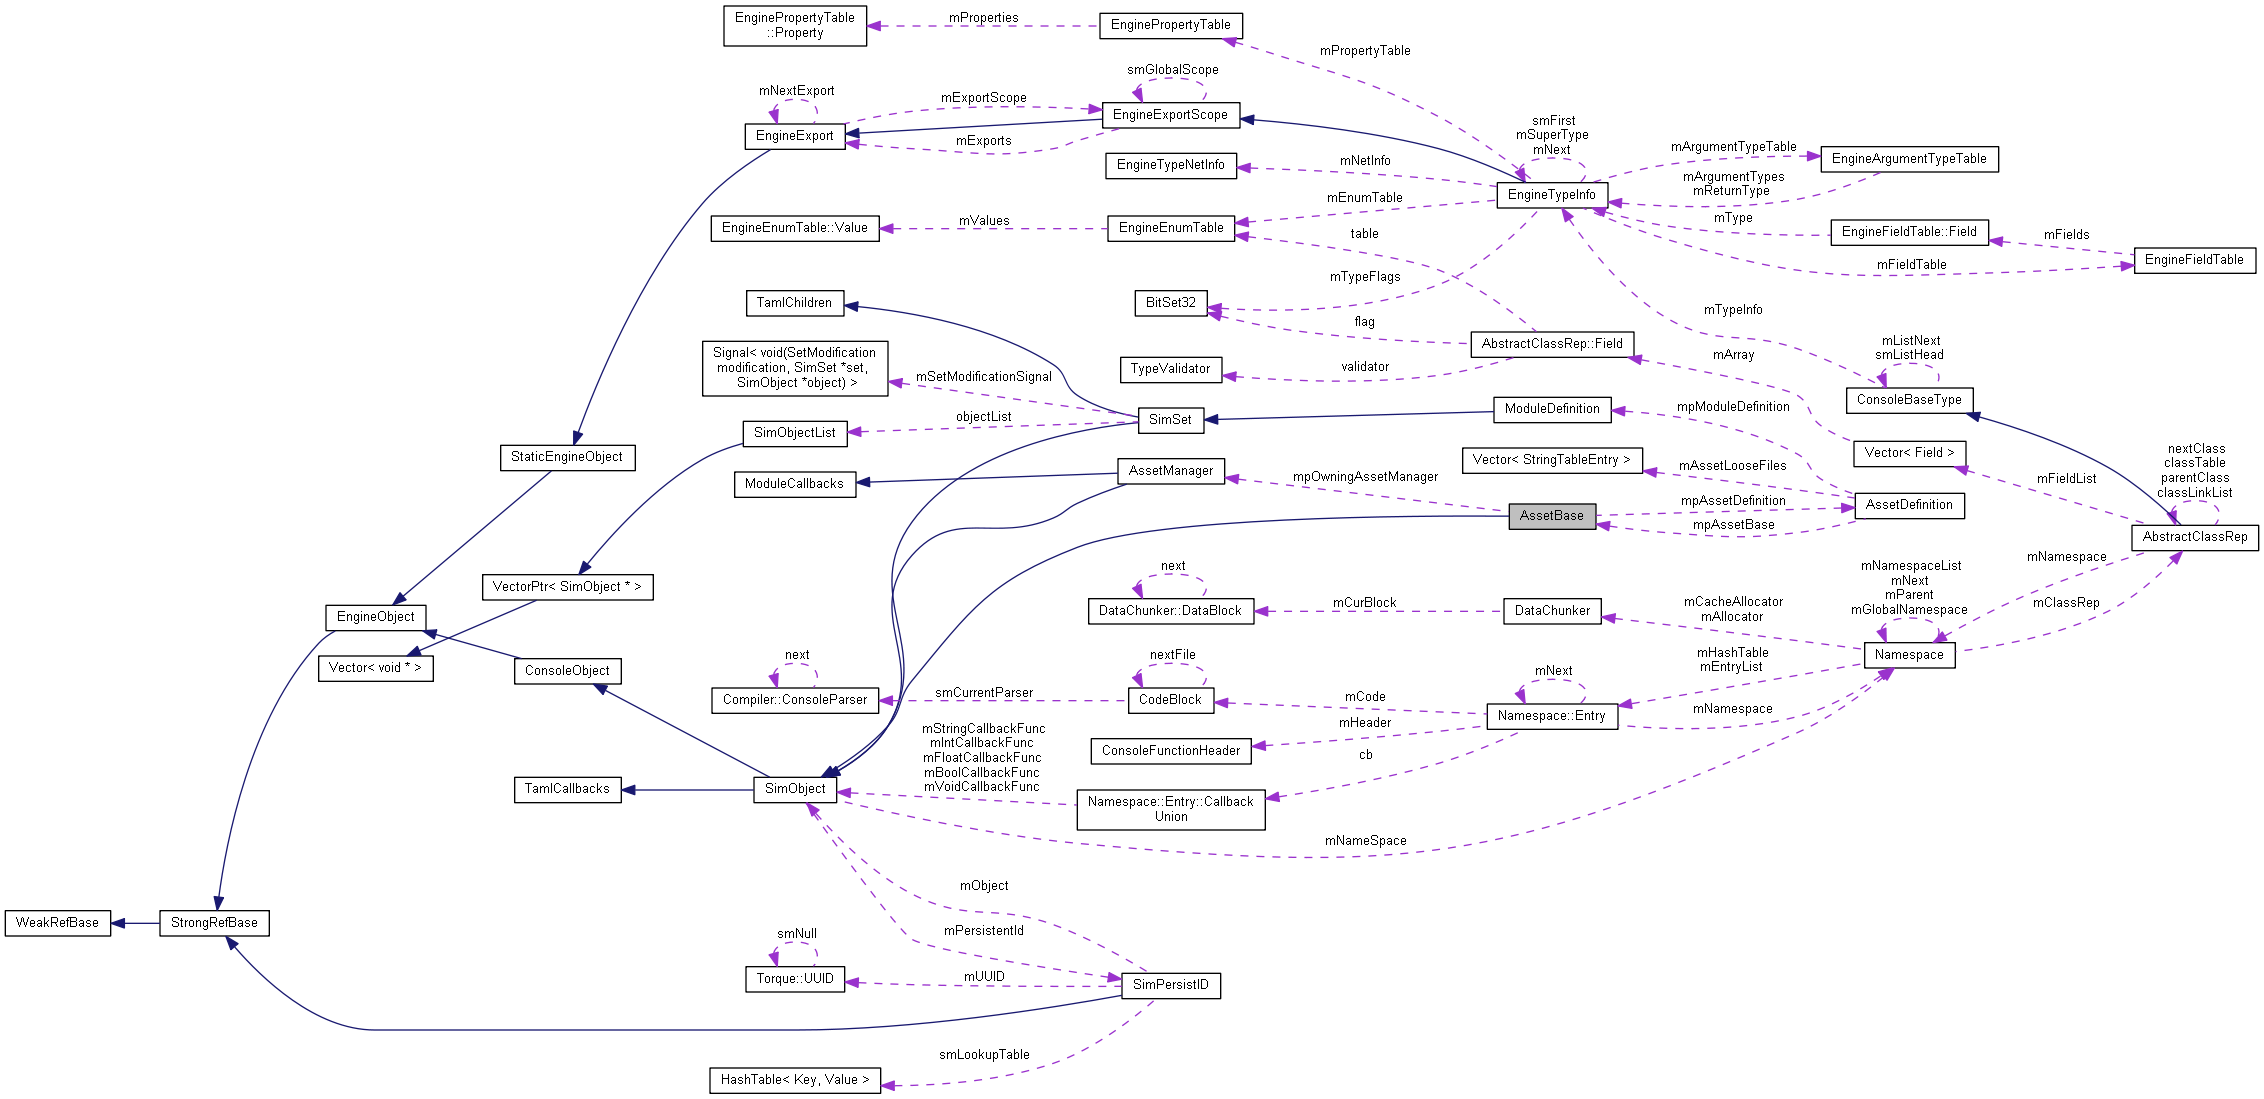 EnginePropertyTable
::Property
mProperties
EnginePropertyTable
mPropertyTable
smGlobalScope
mNextExport
mExportScope
EngineExportScope
EngineExport
mExports
smFirst
mSuperType
mNext
mArgumentTypeTable
EngineArgumentTypeTable
EngineTypeNetInfo
mNetInfo
EngineTypeInfo
mArgumentTypes
mReturnType
mEnumTable
EngineEnumTable::Value
mValues
EngineEnumTable
table
mType
EngineFieldTable::Field
mFields
EngineFieldTable
mFieldTable
mTypeFlags
TamlChildren
BitSet32
flag
mTypeInfo
AbstractClassRep::Field
Signal< void(SetModification
modification, SimSet *set,
SimObject *object) >
mSetModificationSignal
TypeValidator
validator
mArray
mListNext
smListHead
ConsoleBaseType
objectList
SimSet
ModuleDefinition
mpModuleDefinition
SimObjectList
StaticEngineObject
Vector< Field >
nextClass
classTable
parentClass
classLinkList
ModuleCallbacks
AssetManager
mpOwningAssetManager
Vector< StringTableEntry >
mAssetLooseFiles
mFieldList
AssetBase
mpAssetDefinition
AssetDefinition
mpAssetBase
AbstractClassRep
mNamespace
VectorPtr< SimObject * >
next
DataChunker::DataBlock
mCurBlock
DataChunker
mCacheAllocator
mAllocator
mNamespaceList
mNext
mParent
mGlobalNamespace
mClassRep
EngineObject
Vector< void * >
ConsoleObject
next
Compiler::ConsoleParser
smCurrentParser
nextFile
CodeBlock
mCode
mNext
mHashTable
mEntryList
Namespace
Namespace::Entry
mNamespace
mHeader
ConsoleFunctionHeader
cb
mStringCallbackFunc
mIntCallbackFunc
mFloatCallbackFunc
mBoolCallbackFunc
mVoidCallbackFunc
TamlCallbacks
SimObject
Namespace::Entry::Callback
Union
mNameSpace
mObject
WeakRefBase
StrongRefBase
mPersistentId
smNull
Torque::UUID
mUUID
SimPersistID
smLookupTable
HashTable< Key, Value >